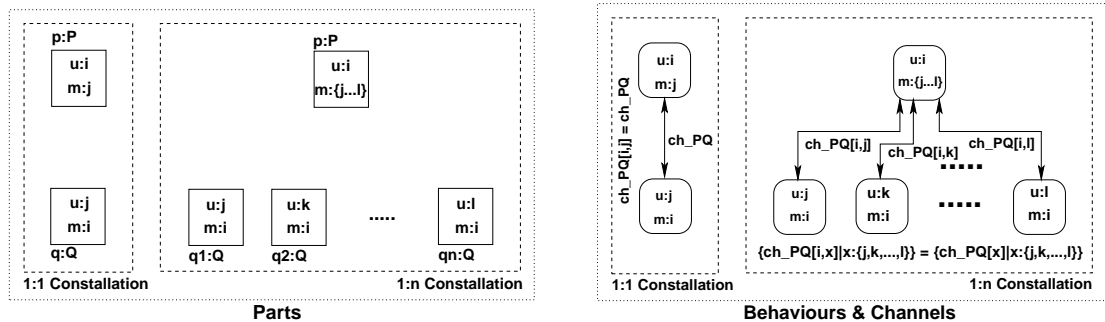 p:P
u:i
m:j
u:j
m:i
q:Q
1:1 Constallation
p:P
u:i
m:{j...l}
u:j
m:i
q1:Q
u:k
m:i
q2:Q
.....
u:l
m:i
qn:Q
1:n Constallation
Parts
ch_PQ[i,j] = ch_PQ
u:i
m:j
ch_PQ
u:j
m:i
1:1 Constallation
u:i
m:{j...l}
ch_PQ[i,j]
ch_PQ[i,k]
ch_PQ[i,l]
.....
u:j
m:i
u:k
m:i
.....
u:l
m:i
{ch_PQ[i,x]|x:{j,k,...,l}} = {ch_PQ[x]|x:{j,k,...,l}}
1:n Constallation
Behaviours & Channels